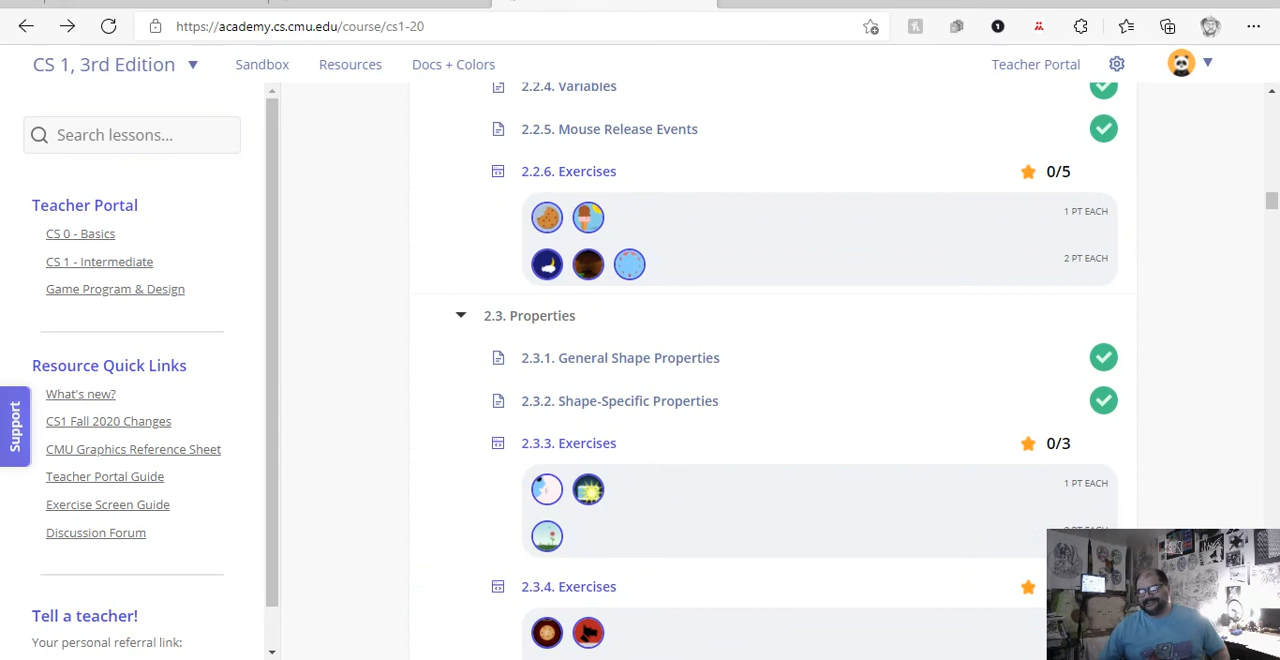 https://academy.cs.cmu.edu/course/cs1-20
CS 1, 3rd Edition
Sandbox
Resources
Docs + Colors
Teacher Portal
Search lessons...
Teacher Portal
CS 0 - Basics
CS 1 - Intermediate
Game Program & Design
Resource Quick Links
What's new?
CS1 Fall 2020 Changes
CMU Graphics Reference Sheet
Teacher Portal Guide
Exercise Screen Guide
Discussion Forum
Tell a teacher!
Your personal referral link:
Support
2.2.4. Variables
2.2.5. Mouse Release Events
2.2.6. Exercises
0/5
1 PT EACH
2 PT EACH
2.3. Properties
2.3.1. General Shape Properties
2.3.2. Shape-Specific Properties
2.3.3. Exercises
0/3
1 PT EACH
2.3.4. Exercises